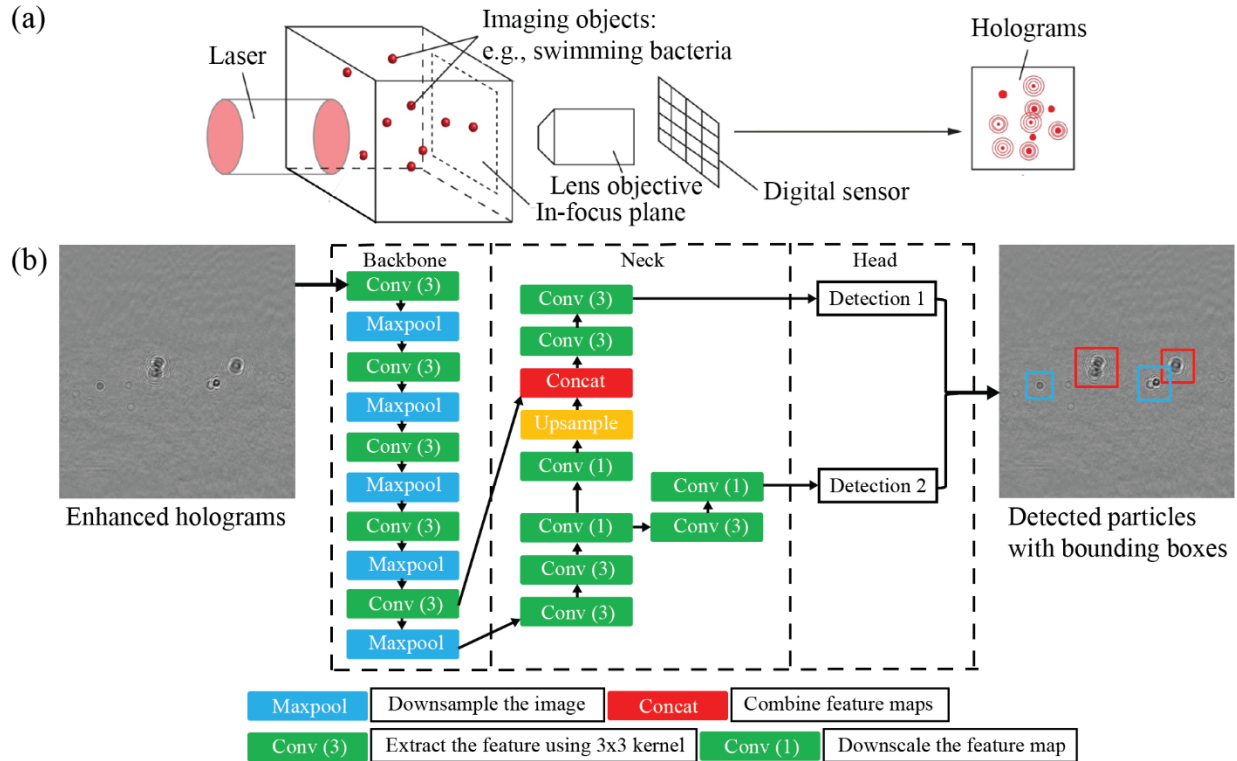 (a)
Laser
Imaging objects:
e.g., swimming bacteria
Lens objective
In-focus plane
Digital sensor
Holograms
(b)
Enhanced holograms
Backbone
Conv (3)
Maxpool
Conv (3)
Maxpool
Conv (3)
Maxpool
Conv (3)
Maxpool
Conv (3)
Maxpool
Neck
Conv (3)
Conv (3)
Concat
Upsample
Conv (1)
Conv (1)
Conv (3)
Conv (3)
Conv (1)
Conv (3)
Head
Detection 1
Detection 2
Detected particles
with bounding boxes
Maxpool Downsample the image Concat Combine feature maps
Conv (3) Extract the feature using 3x3 kernel Conv (1) Downscale the feature map